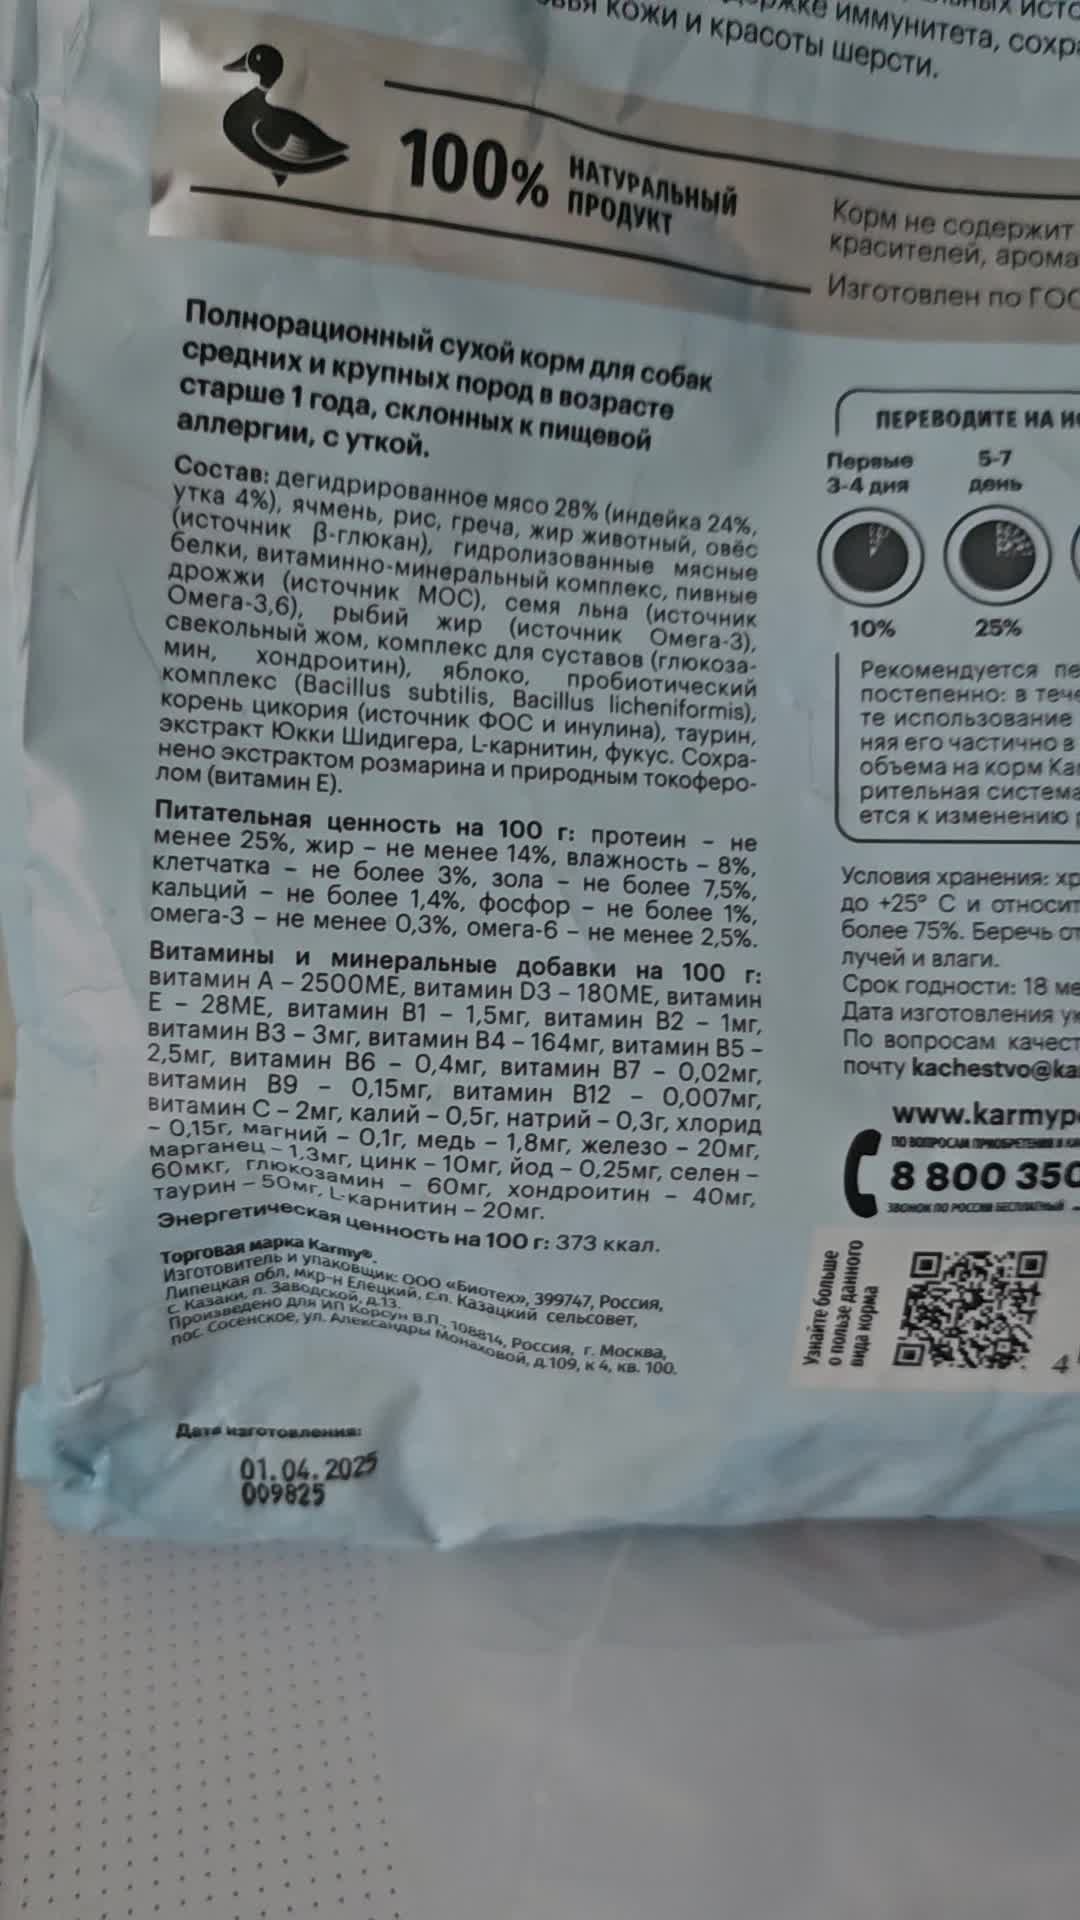 ИММУНИТЕТА, сохр
КОЖИ и красоты шерсти.
100% НАТУРАЛЬНЫЙ
ПРОДУКТ
Корм не содержит
красителей, арома
Изготовлен по ГОС
Полнорационный сухой корм для собак
средних и крупных пород в возрасте
старше 1 года, склонных к пищевой
аллергии, с уткой.
Состав: дегидрированное мясо 28% (индейка 24%,
утка 4%), ячмень, рис, греча, жир животный, овёс
(источник β-глюкан), гидролизованные мясные
белки, витаминно-минеральный комплекс, пивные
дрожжи (источник МОС), семя льна (источник
Омега-3,6), рыбий жир (источник Омега-3),
свекольный жом, комплекс для суставов (глюкоза-
мин, хондроитин), яблоко, пробиотический
комплекс (Bacillus subtilis, Bacillus licheniformis),
корень цикория (источник ФОС и инулина), таурин,
экстракт Юкки Шидигера, L-карнитин, фукус. Сохра-
нено экстрактом розмарина и природным токоферо-
лом (витамин Е).
Питательная ценность на 100 г: протеин – не
менее 25%, жир – не менее 14%, влажность – 8%,
клетчатка – не более 3%, зола – не более 7,5%,
кальций – не более 1,4%, фосфор – не более 1%,
омега-3 – не менее 0,3%, омега-6 – не менее 2,5%.
Витамины и минеральные добавки на 100 г:
витамин А – 2500МЕ, витамин D3 – 180МЕ, витамин
Е – 28МЕ, витамин В1 – 1,5мг, витамин В2 – 1мг,
витамин В3 – 3мг, витамин В4 – 164мг, витамин В5 –
2,5мг, витамин В6 – 0,4мг, витамин В7 – 0,02мг,
витамин В9 – 0,15мг, витамин В12 – 0,007мг,
витамин С – 2мг, калий – 0,5г, натрий – 0,3г, хлорид
– 0,15г, магний – 0,1г, медь – 1,8мг, железо – 20мг,
марганец – 1,3мг, цинк – 10мг, йод – 0,25мг, селен –
60мкг, глюкозамин – 60мг, хондроитин – 40мг,
таурин – 50мг, L-карнитин – 20мг.
Энергетическая ценность на 100 г: 373 ккал.
Торговая марка Karmy®.
Изготовитель и упаковщик: ООО «Биотех», 399747, Россия,
Липецкая обл, мкр-н Елецкий, с.п. Казацкий сельсовет,
с. Казаки, п. Заводской, д.13.
Произведено для ИП Корсун В.П., 108814, Россия, г. Москва,
пос. Сосенское, ул. Александры Монаховой, д.109, к 4, кв. 100.
Дата изготовления:
01.04.2025
009825
ПЕРЕВОДИТЕ НА
Первые
3-4 дня
5-7
день
10%
25%
Рекомендуется пе
постепенно: в тече
те использование
няя его частично в
объема на корм Ка
рительная система
ется к изменению
Условия хранения: хр
до +25° С и относит
более 75%. Беречь от
лучей и влаги.
Срок годности: 18 ме
Дата изготовления ук
По вопросам качест
почту kachestvo@ka
www.karmype
ПО ВОПРОСАМ ПРИОБРЕТЕНИЯ И КА
8 800 350
ЗВОНОК ПО РОССИИ БЕСПЛАТНЫЙ
Узнайте больше
о пользе данного
вида корма
4